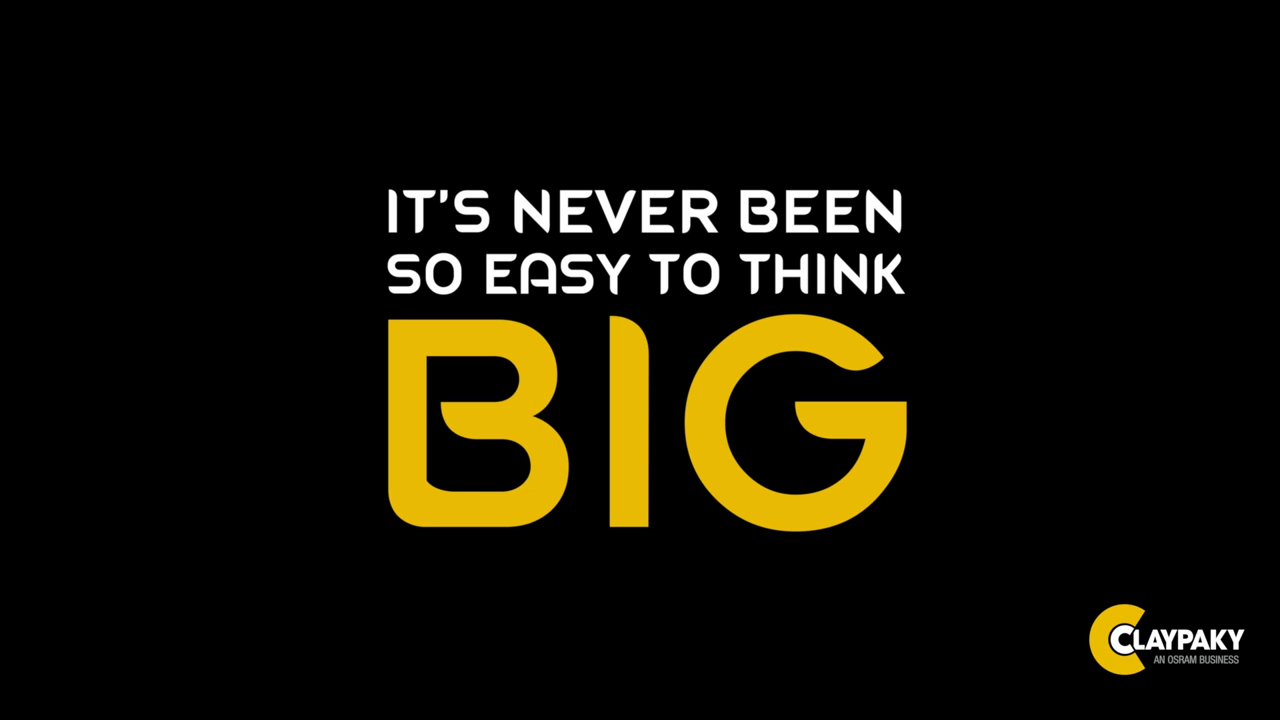 IT'S NEVER BEEN
SO EASY TO THINK
BIG
CLAYPAKY
AN OSRAM BUSINESS